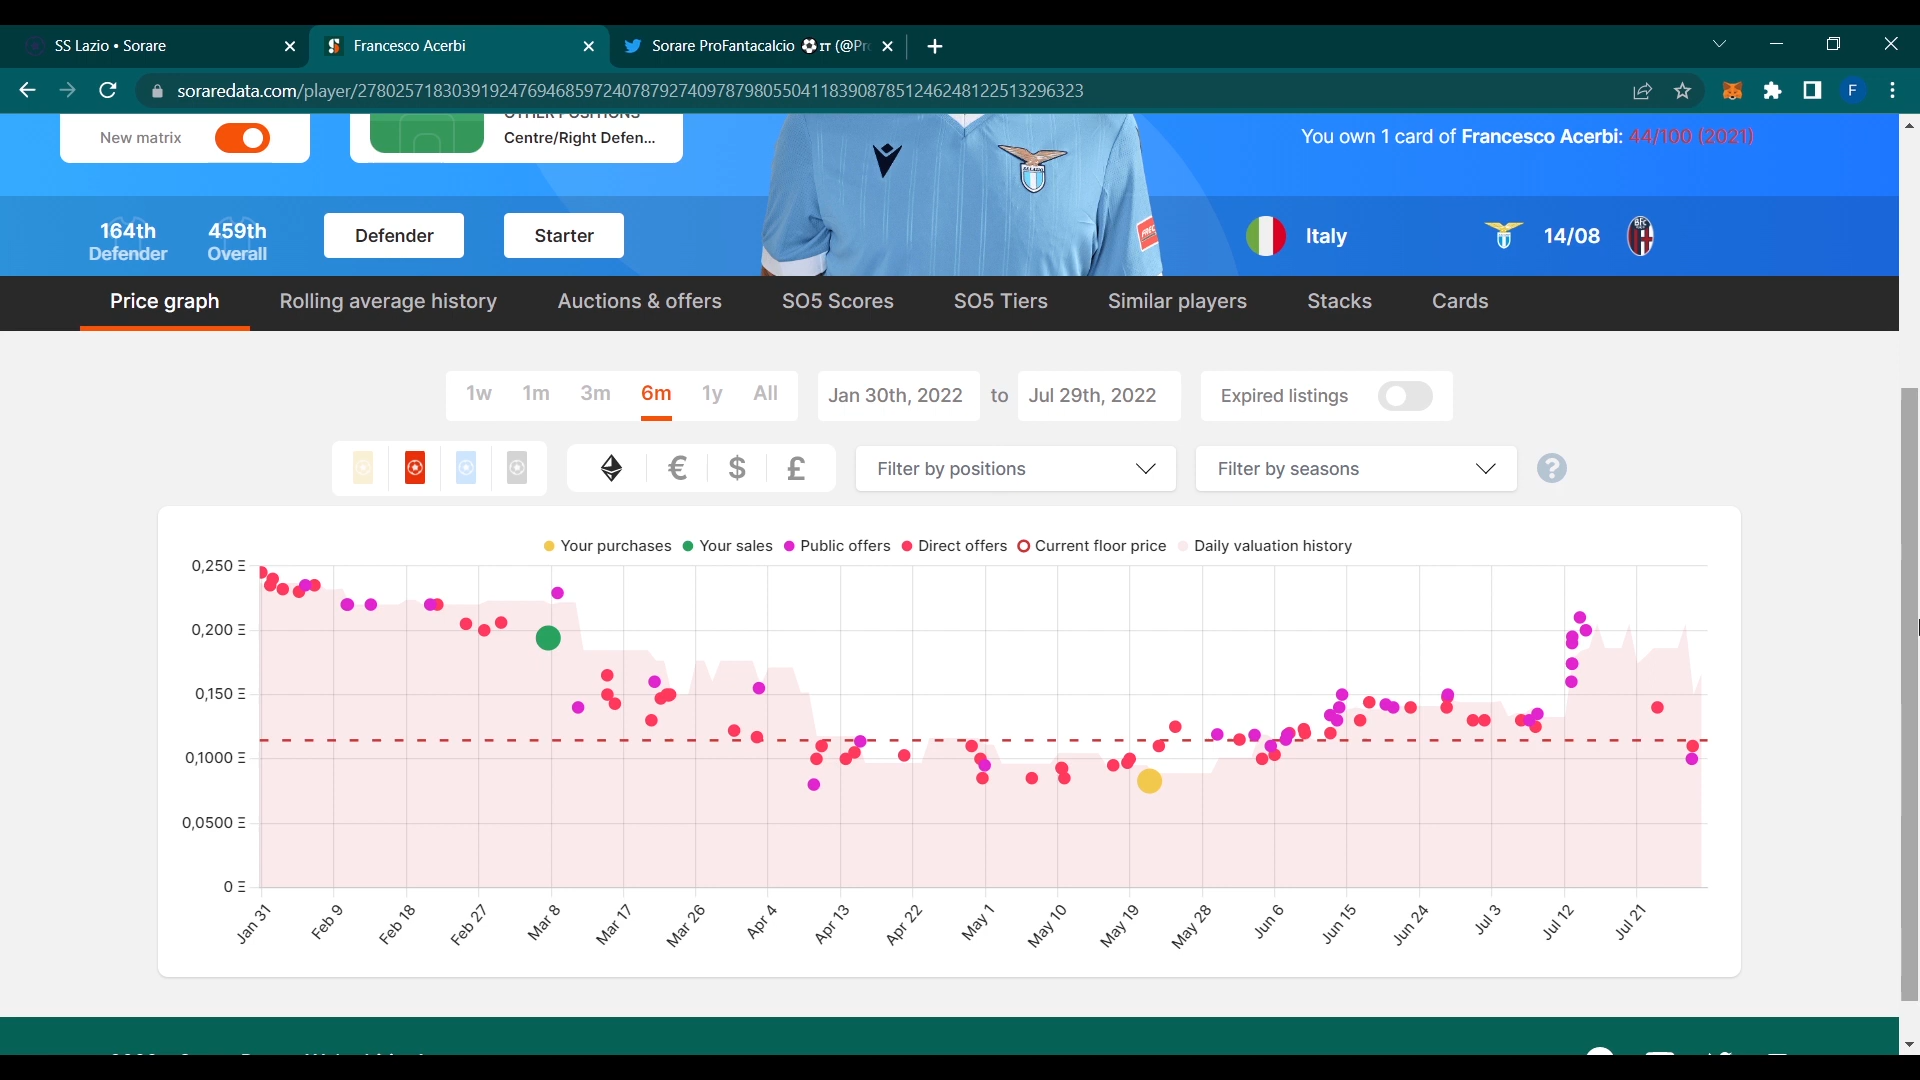 SS Lazio • Sorare
Francesco Acerbi
Sorare ProFantacalcio ⚽ɪᴛ (@Pr
soraredata.com/player/27802571830391924769468597240787927409787980550411839087851246248122513296323
F
New matrix
OTHER POSITIONS
Centre/Right Defen...
You own 1 card of Francesco Acerbi: 44/100 (2021)
164th
Defender
459th
Overall
Defender
Starter
Italy
14/08
BFC
Price graph
Rolling average history
Auctions & offers
SO5 Scores
SO5 Tiers
Similar players
Stacks
Cards
1w 1m 3m 6m 1y All
Jan 30th, 2022 to Jul 29th, 2022
Expired listings
€ $ £
Filter by positions
Filter by seasons
?
Your purchases Your sales Public offers Direct offers Current floor price Daily valuation history
0,250 Ξ
0,200 Ξ
0,150 Ξ
0,1000 Ξ
0,0500 Ξ
0 Ξ
Jan 31 Feb 9 Feb 18 Feb 27 Mar 8 Mar 17 Mar 26 Apr 4 Apr 13 Apr 22 May 1 May 10 May 19 May 28 Jun 6 Jun 15 Jun 24 Jul 3 Jul 12 Jul 21